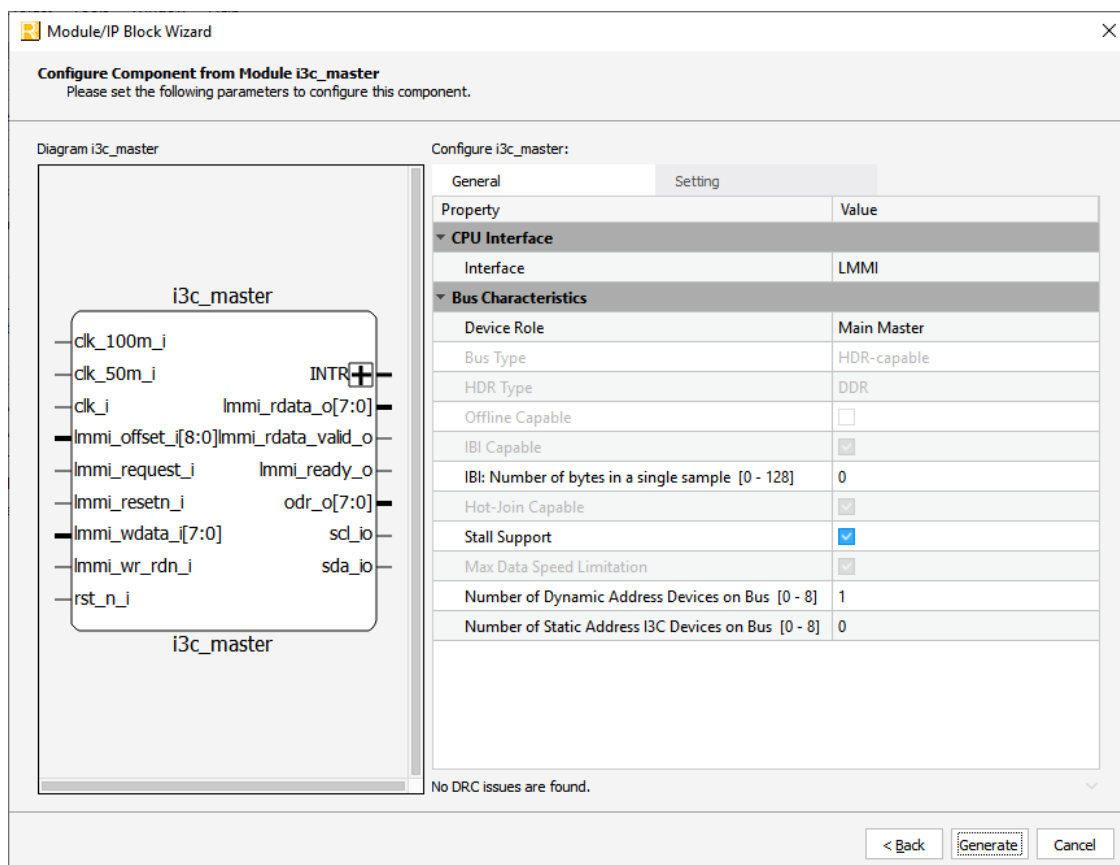 Module/IP Block Wizard
Configure Component from Module i3c_master
Please set the following parameters to configure this component.
Diagram i3c_master
i3c_master
clk_100m_i
clk_50m_i INTR
clk_i lmmi_rdata_o[7:0]
lmmi_offset_i[8:0] lmmi_rdata_valid_o
lmmi_request_i lmmi_ready_o
lmmi_resetn_i odr_o[7:0]
lmmi_wdata_i[7:0] scl_io
lmmi_wr_rdn_i sda_io
rst_n_i
i3c_master
Configure i3c_master:
General Setting
Property Value
CPU Interface
Interface LMMI
Bus Characteristics
Device Role Main Master
Bus Type HDR-capable
HDR Type DDR
Offline Capable
IBI Capable
IBI: Number of bytes in a single sample [0 - 128] 0
Hot-Join Capable
Stall Support
Max Data Speed Limitation
Number of Dynamic Address Devices on Bus [0 - 8] 1
Number of Static Address I3C Devices on Bus [0 - 8] 0
No DRC issues are found.
< Back Generate Cancel